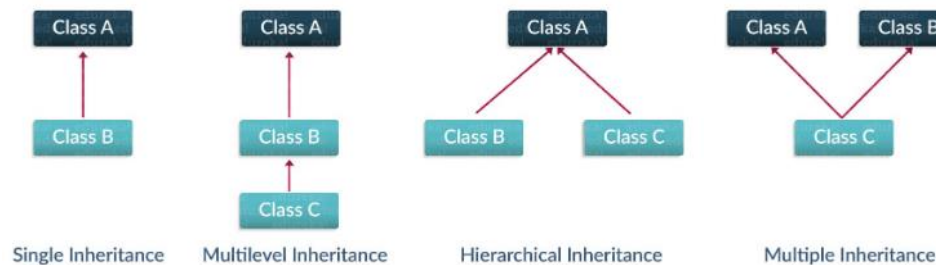 Class A
Class B
Single Inheritance
Class A
Class B
Class C
Multilevel Inheritance
Class A
Class B
Class C
Hierarchical Inheritance
Class A
Class B
Class C
Multiple Inheritance